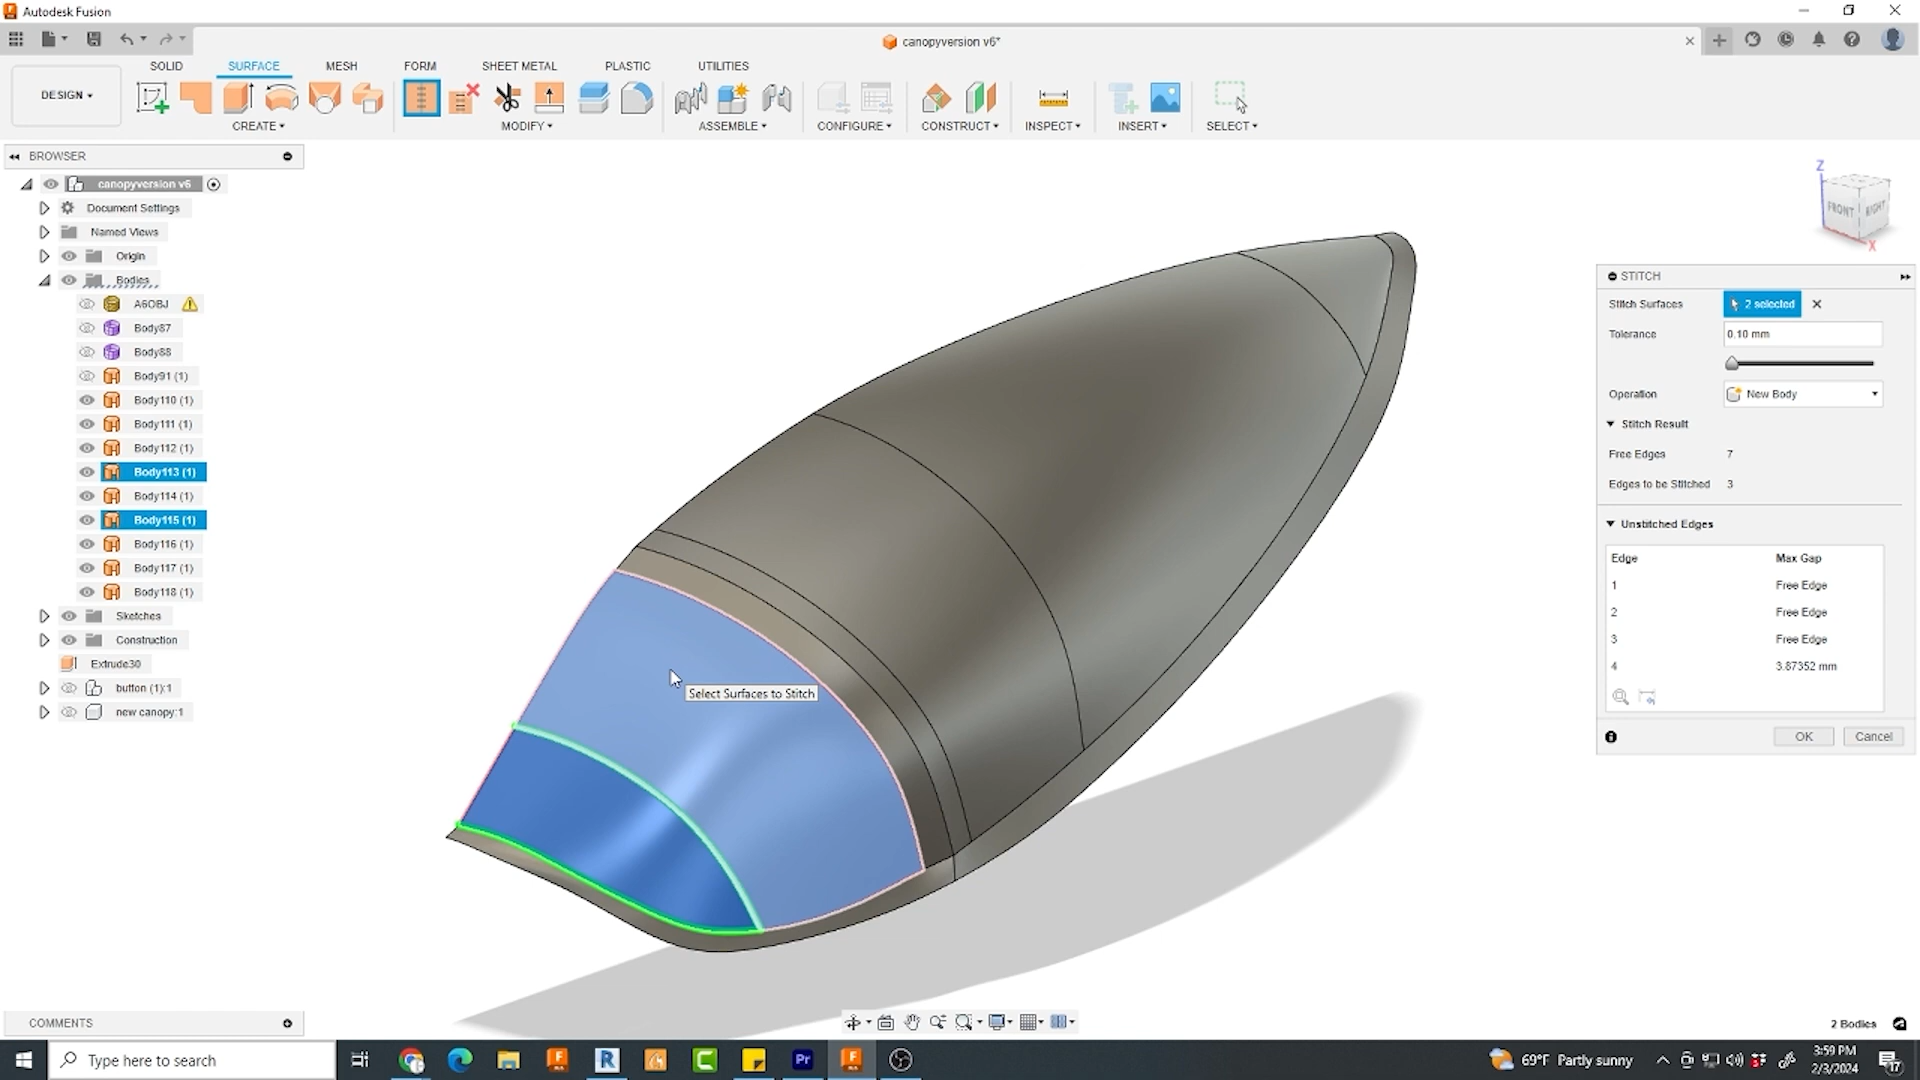 Autodesk Fusion
canopyversion v6*
SOLID SURFACE MESH FORM SHEET METAL PLASTIC UTILITIES
DESIGN
CREATE MODIFY ASSEMBLE CONFIGURE CONSTRUCT INSPECT INSERT SELECT
BROWSER
canopyversion v6
Document Settings
Named Views
Origin
Bodies
A6OBJ
Body87
Body88
Body91 (1)
Body110 (1)
Body111 (1)
Body112 (1)
Body113 (1)
Body114 (1)
Body115 (1)
Body116 (1)
Body117 (1)
Body118 (1)
Sketches
Construction
Extrude30
button (1):1
new canopy:1
Z
FRONT RIGHT
X
Select Surfaces to Stitch
STITCH
Stitch Surfaces 2 selected
Tolerance 0.10 mm
Operation New Body
Stitch Result
Free Edges 7
Edges to be Stitched 3
Unstitched Edges
Edge Max Gap
1 Free Edge
2 Free Edge
3 Free Edge
4 3.87352 mm
OK Cancel
COMMENTS
2 Bodies
Type here to search
69°F Partly sunny
3:59 PM
2/3/2024
17